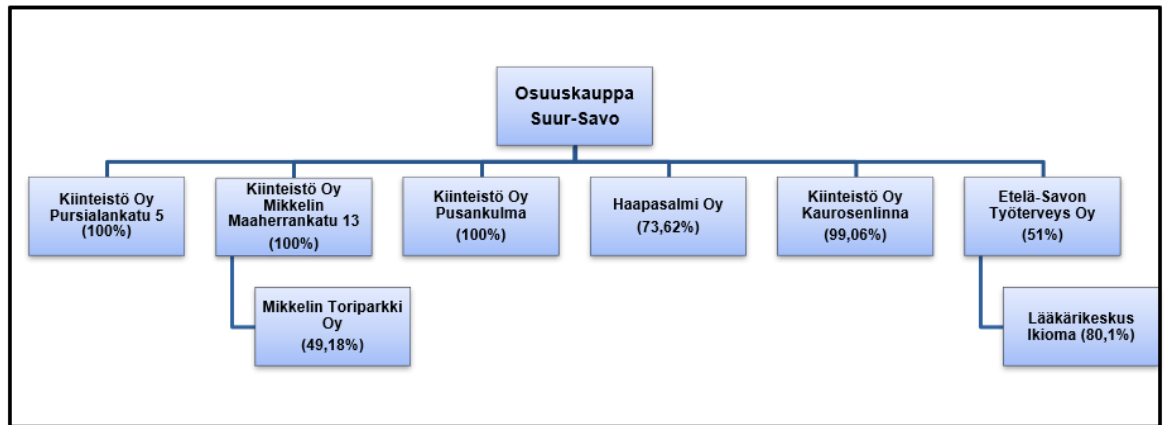 Osuuskauppa
Suur-Savo
Kiinteistö Oy
Pursialankatu 5
(100%)
Kiinteistö Oy
Mikkelin
Maaherrankatu 13
(100%)
Kiinteistö Oy
Pusankulma
(100%)
Haapasalmi Oy
(73,62%)
Kiinteistö Oy
Kaurosenlinna
(99,06%)
Etelä-Savon
Työterveys Oy
(51%)
Mikkelin Toriparkki
Oy
(49,18%)
Lääkärikeskus
Ikioma (80,1%)